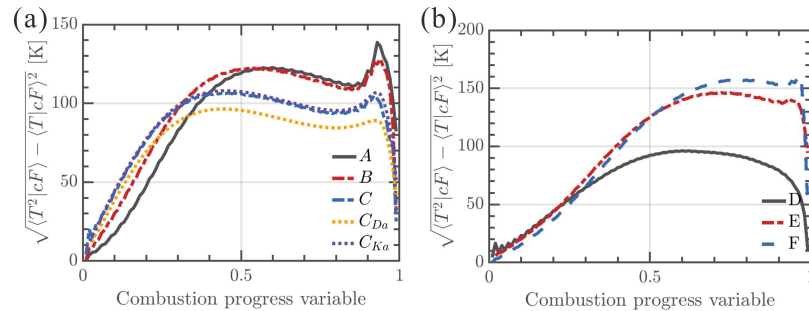 (a)
√⟨T²|cF⟩ − ⟨T|cF⟩² [K]
150
100
50
0
0
0.5
1
Combustion progress variable
A
B
C
C_Da
C_Ka
(b)
√⟨T²|cF⟩ − ⟨T|cF⟩² [K]
200
150
100
50
0
0
0.5
1
Combustion progress variable
D
E
F